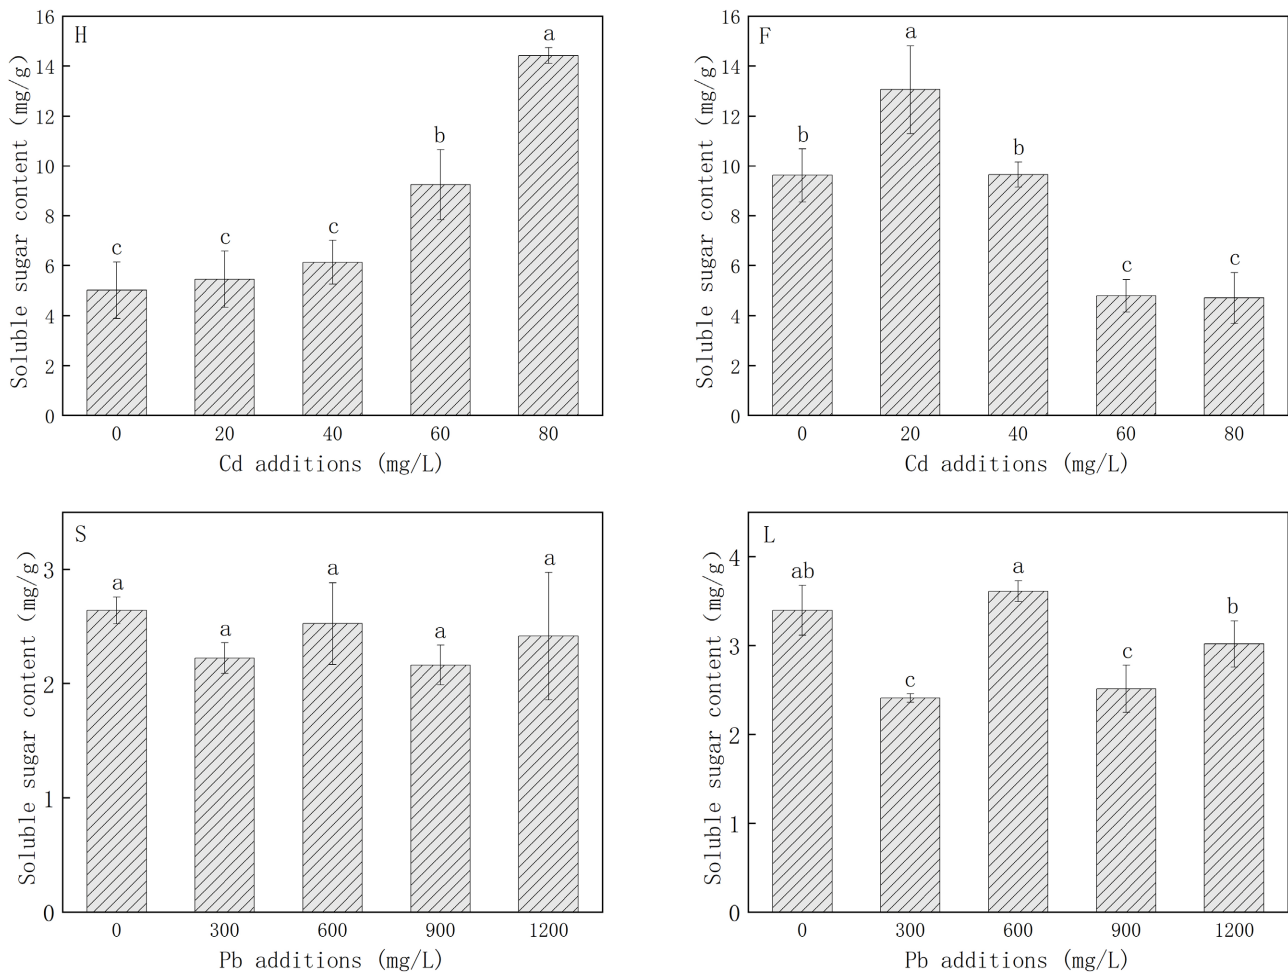 H
Soluble sugar content (mg/g)
16
14
12
10
8
6
4
2
0
c
c
c
b
a
0 20 40 60 80
Cd additions (mg/L)
F
Soluble sugar content (mg/g)
16
14
12
10
8
6
4
2
0
b
a
b
c
c
0 20 40 60 80
Cd additions (mg/L)
S
Soluble sugar content (mg/g)
3
2
1
0
a
a
a
a
a
0 300 600 900 1200
Pb additions (mg/L)
L
Soluble sugar content (mg/g)
4
3
2
1
0
ab
c
a
c
b
0 300 600 900 1200
Pb additions (mg/L)